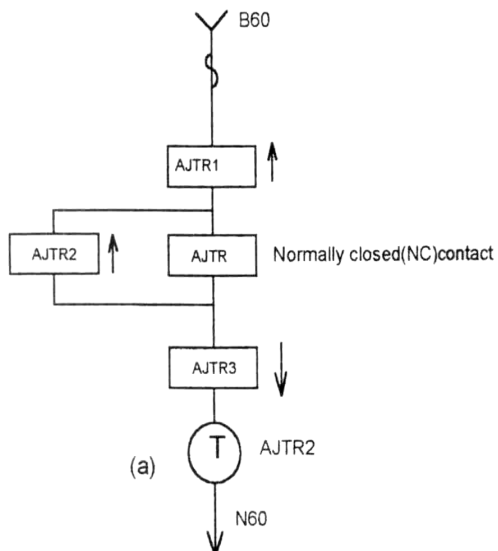 B60
AJTR1
AJTR2
AJTR
Normally closed(NC)contact
AJTR3
T
AJTR2
(a)
N60